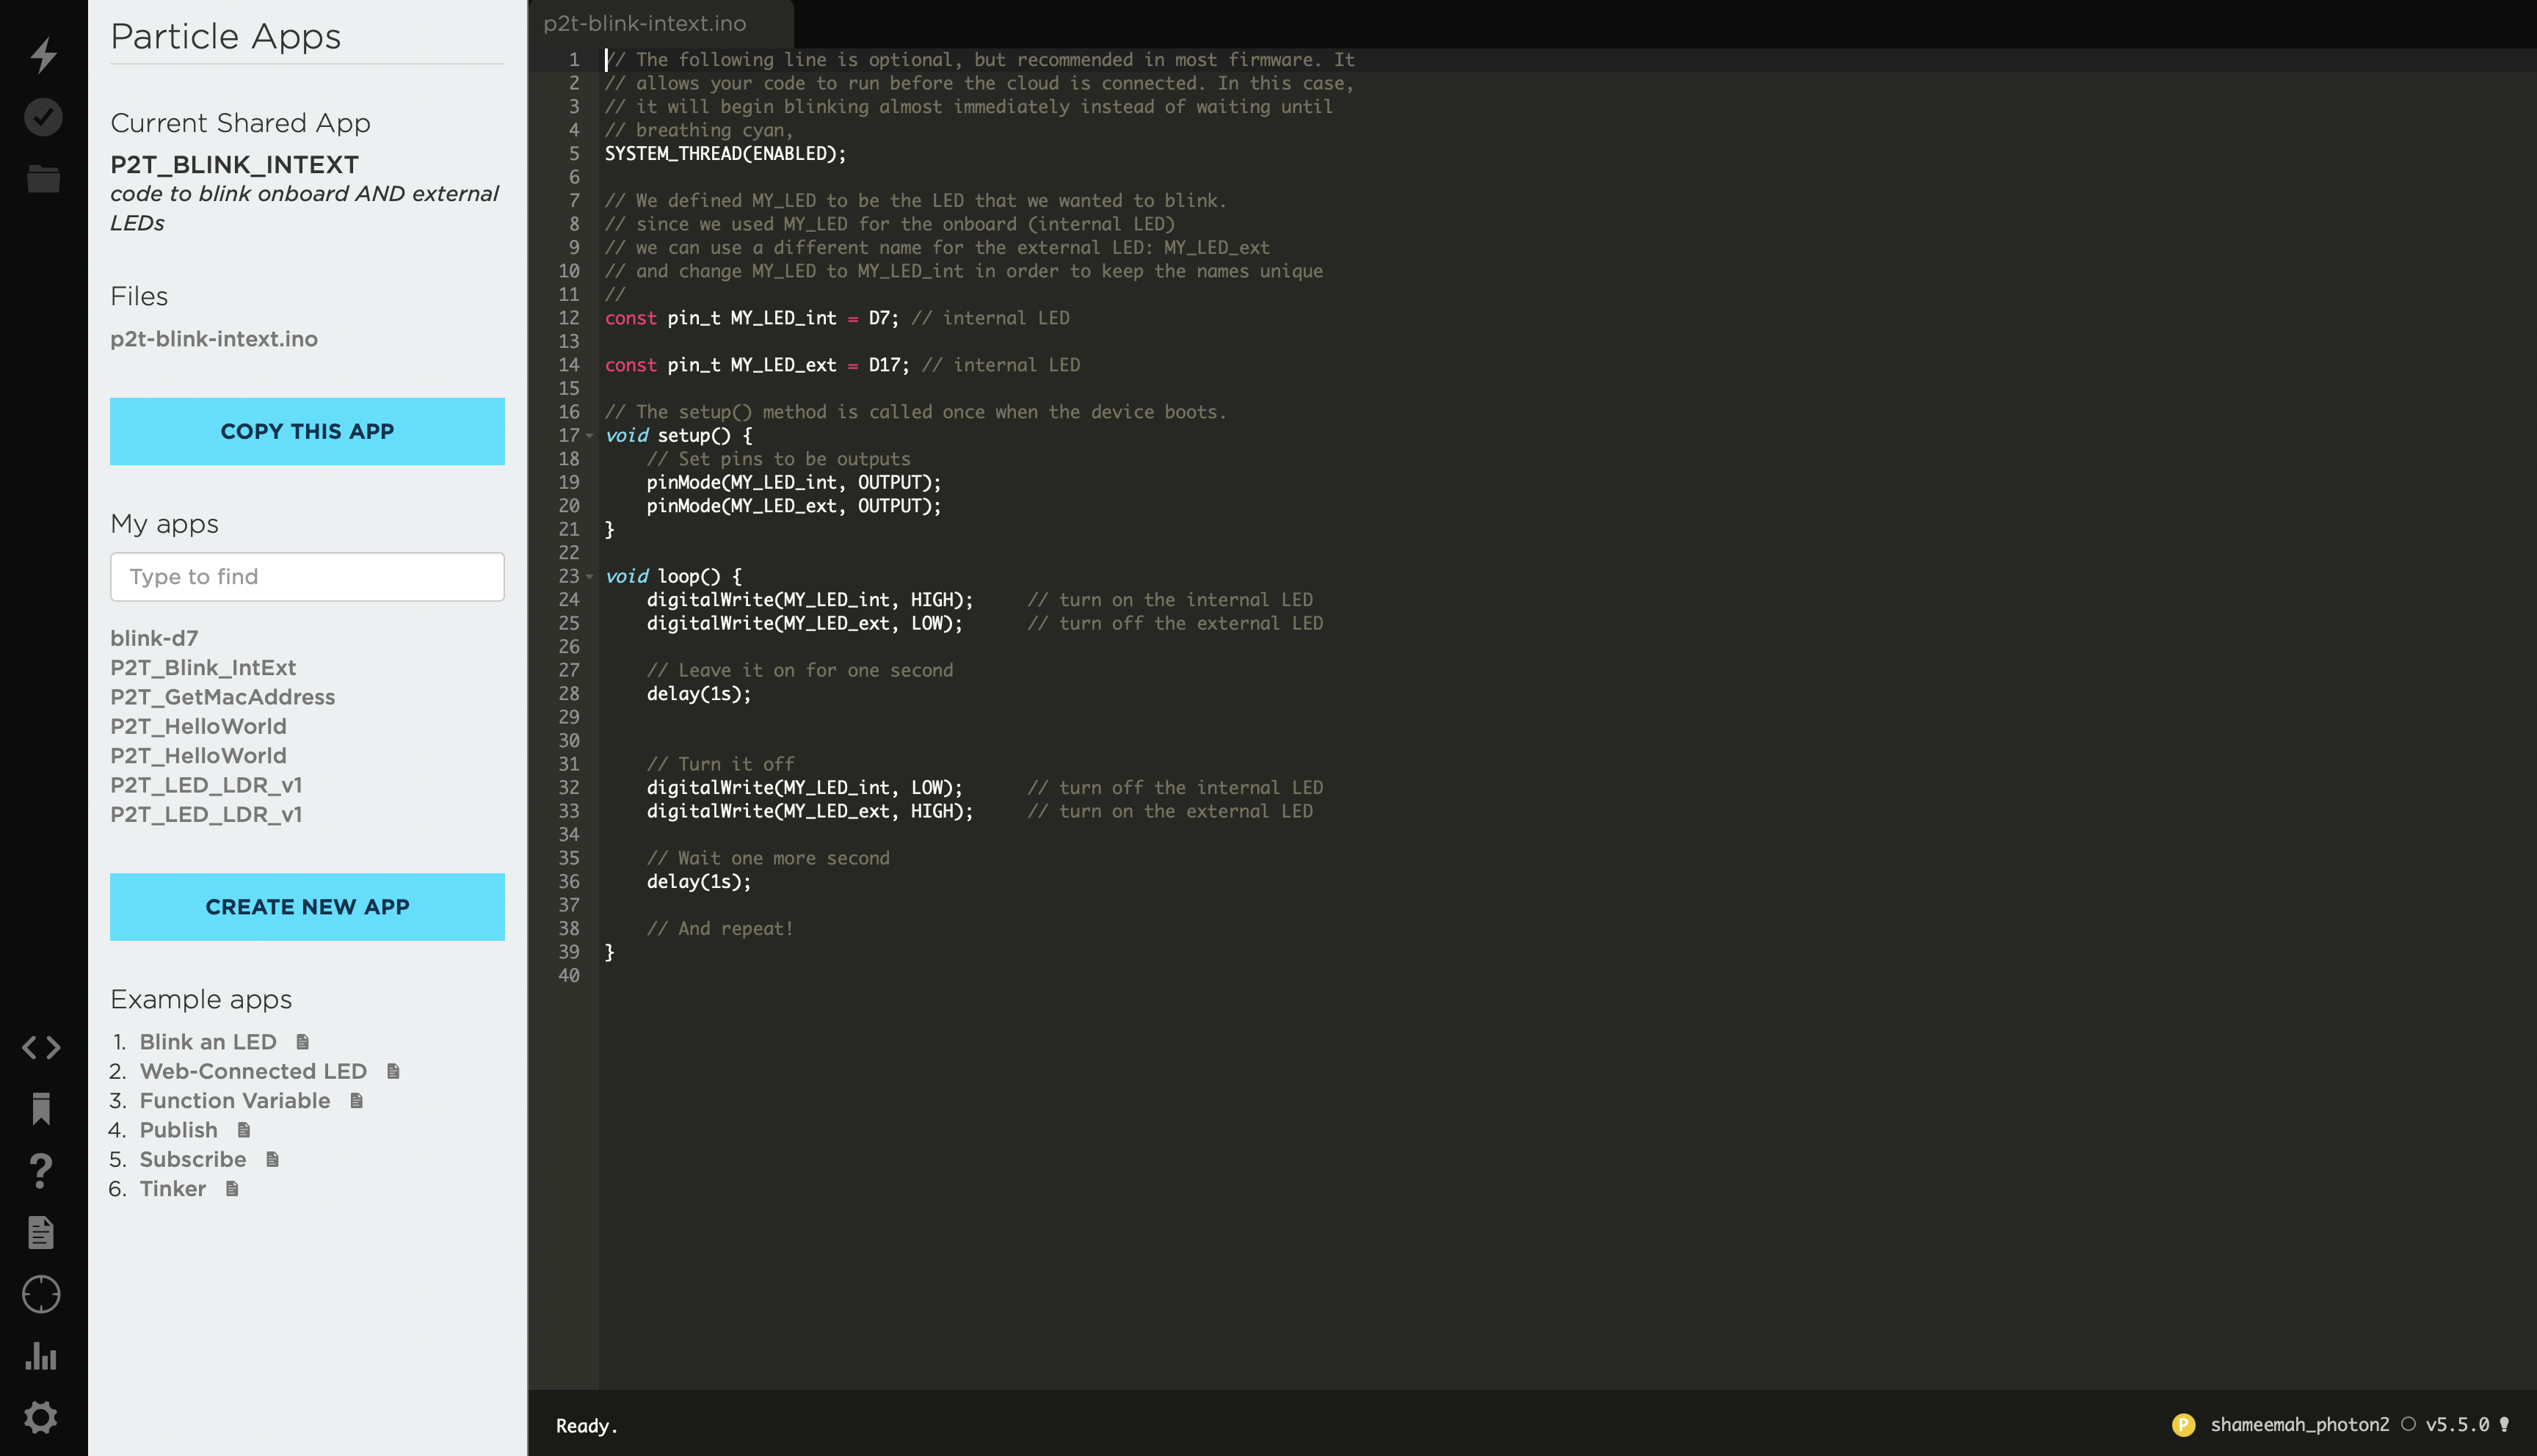 Particle Apps
Current Shared App
P2T_BLINK_INTEXT
code to blink onboard AND external
LEDs
Files
p2t-blink-intext.ino
COPY THIS APP
My apps
Type to find
blink-d7
P2T_Blink_IntExt
P2T_GetMacAddress
P2T_HelloWorld
P2T_HelloWorld
P2T_LED_LDR_v1
P2T_LED_LDR_v1
CREATE NEW APP
Example apps
1. Blink an LED
2. Web-Connected LED
3. Function Variable
4. Publish
5. Subscribe
6. Tinker
p2t-blink-intext.ino
1 // The following line is optional, but recommended in most firmware. It
2 // allows your code to run before the cloud is connected. In this case,
3 // it will begin blinking almost immediately instead of waiting until
4 // breathing cyan,
5 SYSTEM_THREAD(ENABLED);
6
7 // We defined MY_LED to be the LED that we wanted to blink.
8 // since we used MY_LED for the onboard (internal LED)
9 // we can use a different name for the external LED: MY_LED_ext
10 // and change MY_LED to MY_LED_int in order to keep the names unique
11 //
12 const pin_t MY_LED_int = D7; // internal LED
13
14 const pin_t MY_LED_ext = D17; // internal LED
15
16 // The setup() method is called once when the device boots.
17 void setup() {
18     // Set pins to be outputs
19     pinMode(MY_LED_int, OUTPUT);
20     pinMode(MY_LED_ext, OUTPUT);
21 }
22
23 void loop() {
24     digitalWrite(MY_LED_int, HIGH);     // turn on the internal LED
25     digitalWrite(MY_LED_ext, LOW);      // turn off the external LED
26
27     // Leave it on for one second
28     delay(1s);
29
30
31     // Turn it off
32     digitalWrite(MY_LED_int, LOW);      // turn off the internal LED
33     digitalWrite(MY_LED_ext, HIGH);     // turn on the external LED
34
35     // Wait one more second
36     delay(1s);
37
38     // And repeat!
39 }
40
Ready.
P shameemah_photon2 v5.5.0